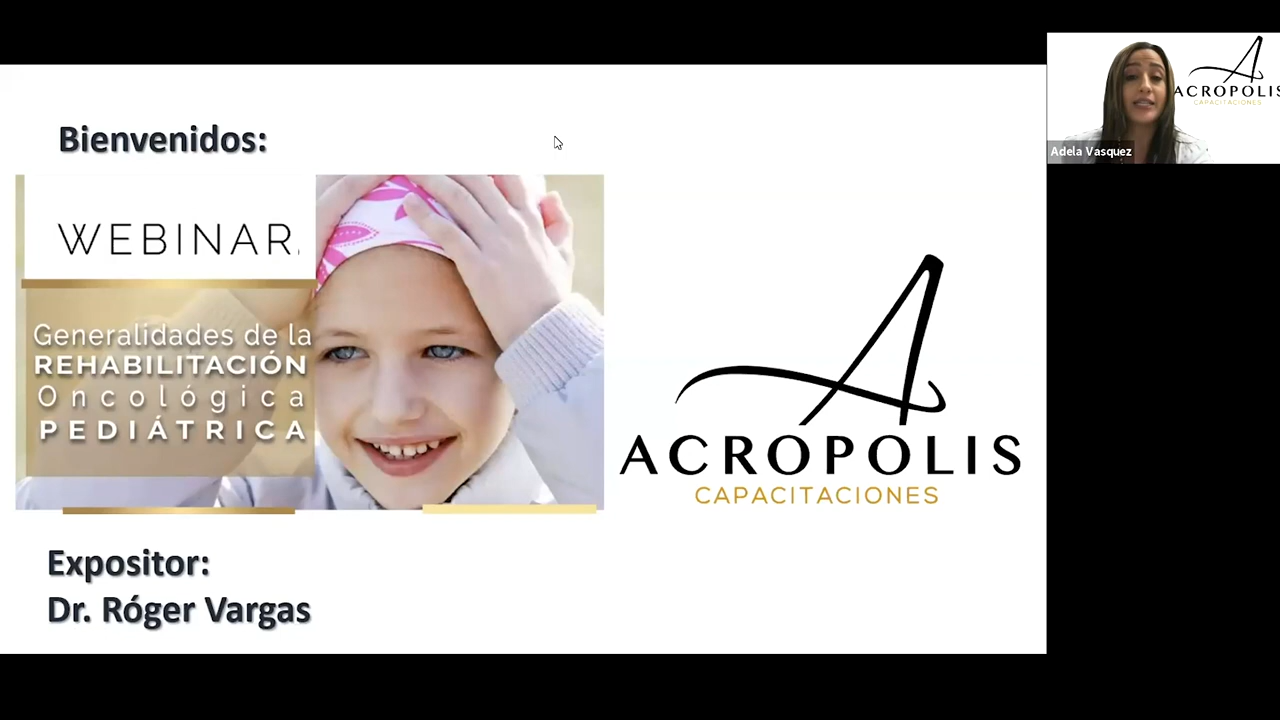 Bienvenidos:
WEBINAR.
Generalidades de la
REHABILITACIÓN
Oncológica
PEDIÁTRICA
ACROPOLIS
CAPACITACIONES
Expositor:
Dr. Róger Vargas
ACROPOLIS
CAPACITACIONES
Adela Vasquez